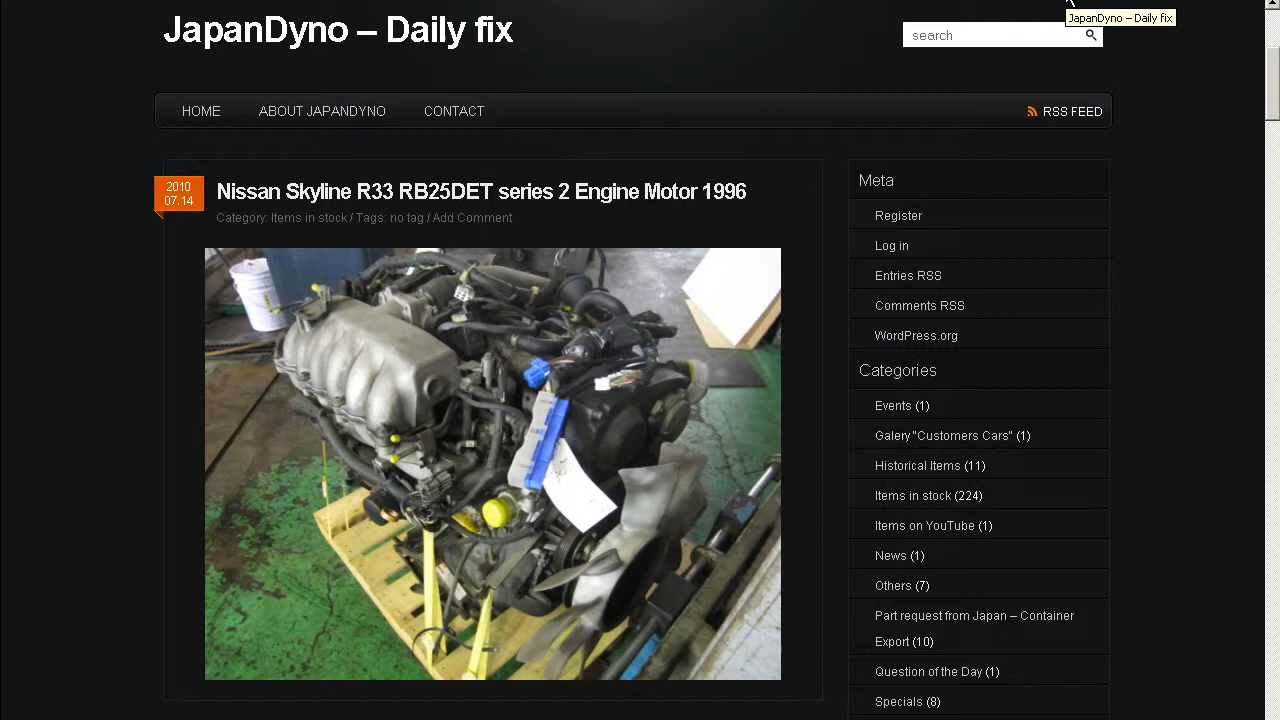 JapanDyno – Daily fix
JapanDyno – Daily fix
search
HOME
ABOUT JAPANDYNO
CONTACT
RSS FEED
2010
07.14
Nissan Skyline R33 RB25DET series 2 Engine Motor 1996
Category: Items in stock / Tags: no tag / Add Comment
Meta
Register
Log in
Entries RSS
Comments RSS
WordPress.org
Categories
Events (1)
Galery "Customers Cars" (1)
Historical Items (11)
Items in stock (224)
Items on YouTube (1)
News (1)
Others (7)
Part request from Japan – Container
Export (10)
Question of the Day (1)
Specials (8)